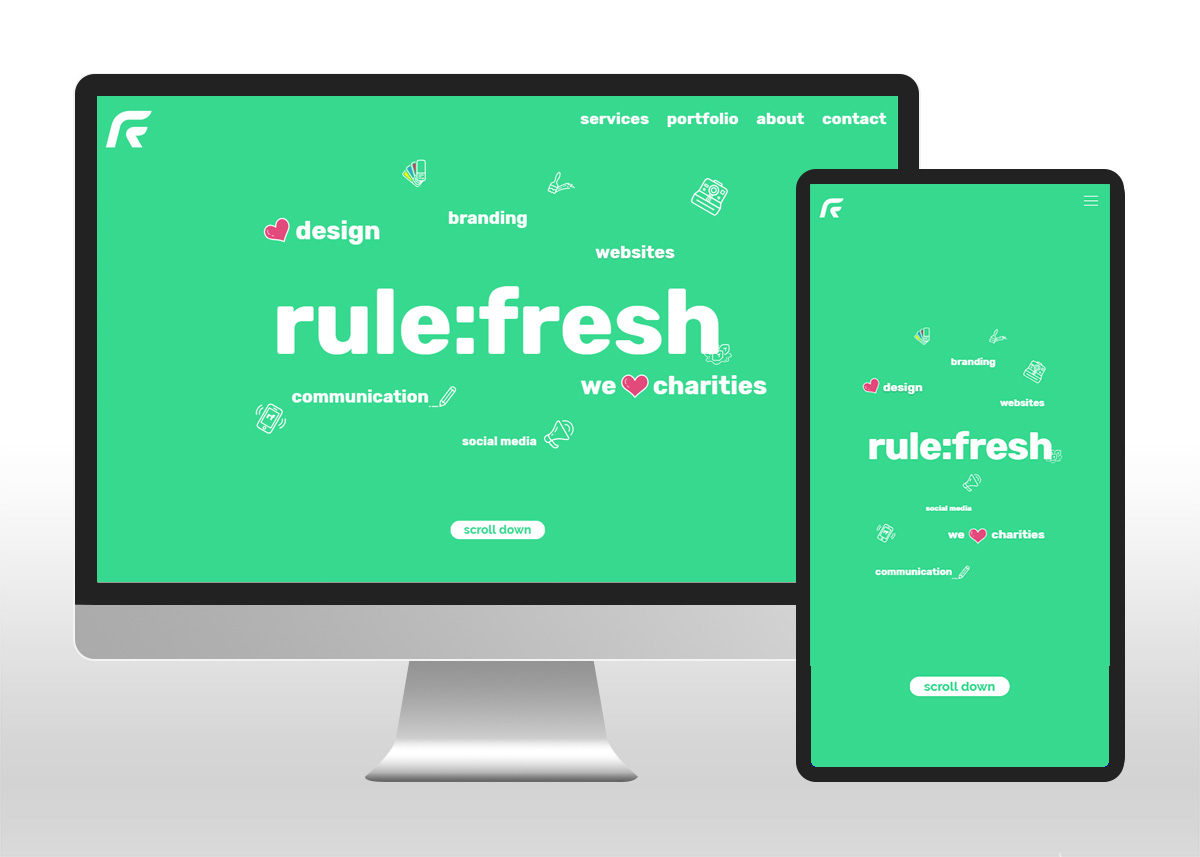 services portfolio about contact
branding
design
websites
rule:fresh
we charities
communication
social media
scroll down
branding
design
websites
rule:fresh
social media
we charities
communication
scroll down